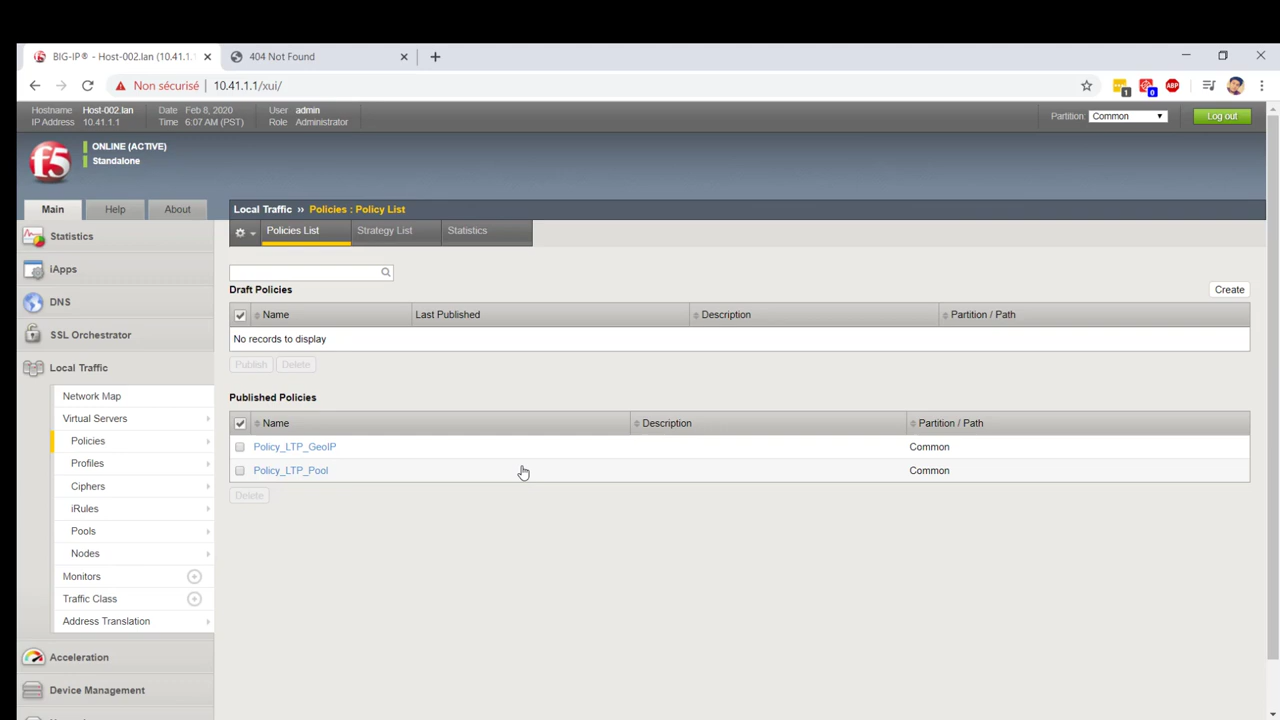 BIG-IP® - Host-002.lan (10.41.1.
404 Not Found
Non sécurisé
10.41.1.1/xui/
1
0
ABP
Hostname Host-002.lan
Date Feb 8, 2020
User admin
IP Address 10.41.1.1
Time 6:07 AM (PST)
Role Administrator
Partition: Common
Log out
f5
ONLINE (ACTIVE)
Standalone
Main
Help
About
Local Traffic ›› Policies : Policy List
Statistics
iApps
DNS
SSL Orchestrator
Local Traffic
Network Map
Virtual Servers
Policies
Profiles
Ciphers
iRules
Pools
Nodes
Monitors
Traffic Class
Address Translation
Acceleration
Device Management
Policies List
Strategy List
Statistics
Draft Policies
Create
Name
Last Published
Description
Partition / Path
No records to display
Publish
Delete
Published Policies
Name
Description
Partition / Path
Policy_LTP_GeoIP
Common
Policy_LTP_Pool
Common
Delete